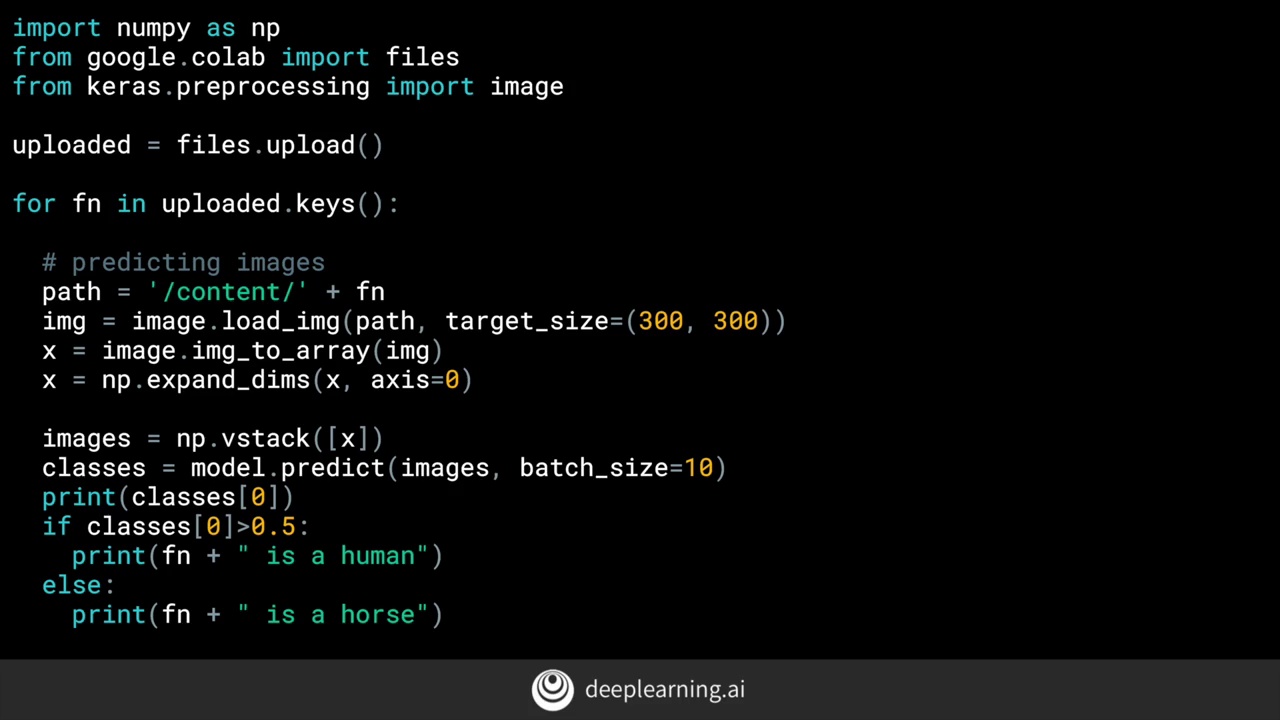 import numpy as np
from google.colab import files
from keras.preprocessing import image
uploaded = files.upload()
for fn in uploaded.keys():
# predicting images
path = '/content/' + fn
img = image.load_img(path, target_size=(300, 300))
x = image.img_to_array(img)
x = np.expand_dims(x, axis=0)
images = np.vstack([x])
classes = model.predict(images, batch_size=10)
print(classes[0])
if classes[0]>0.5:
print(fn + " is a human")
else:
print(fn + " is a horse")
deeplearning.ai